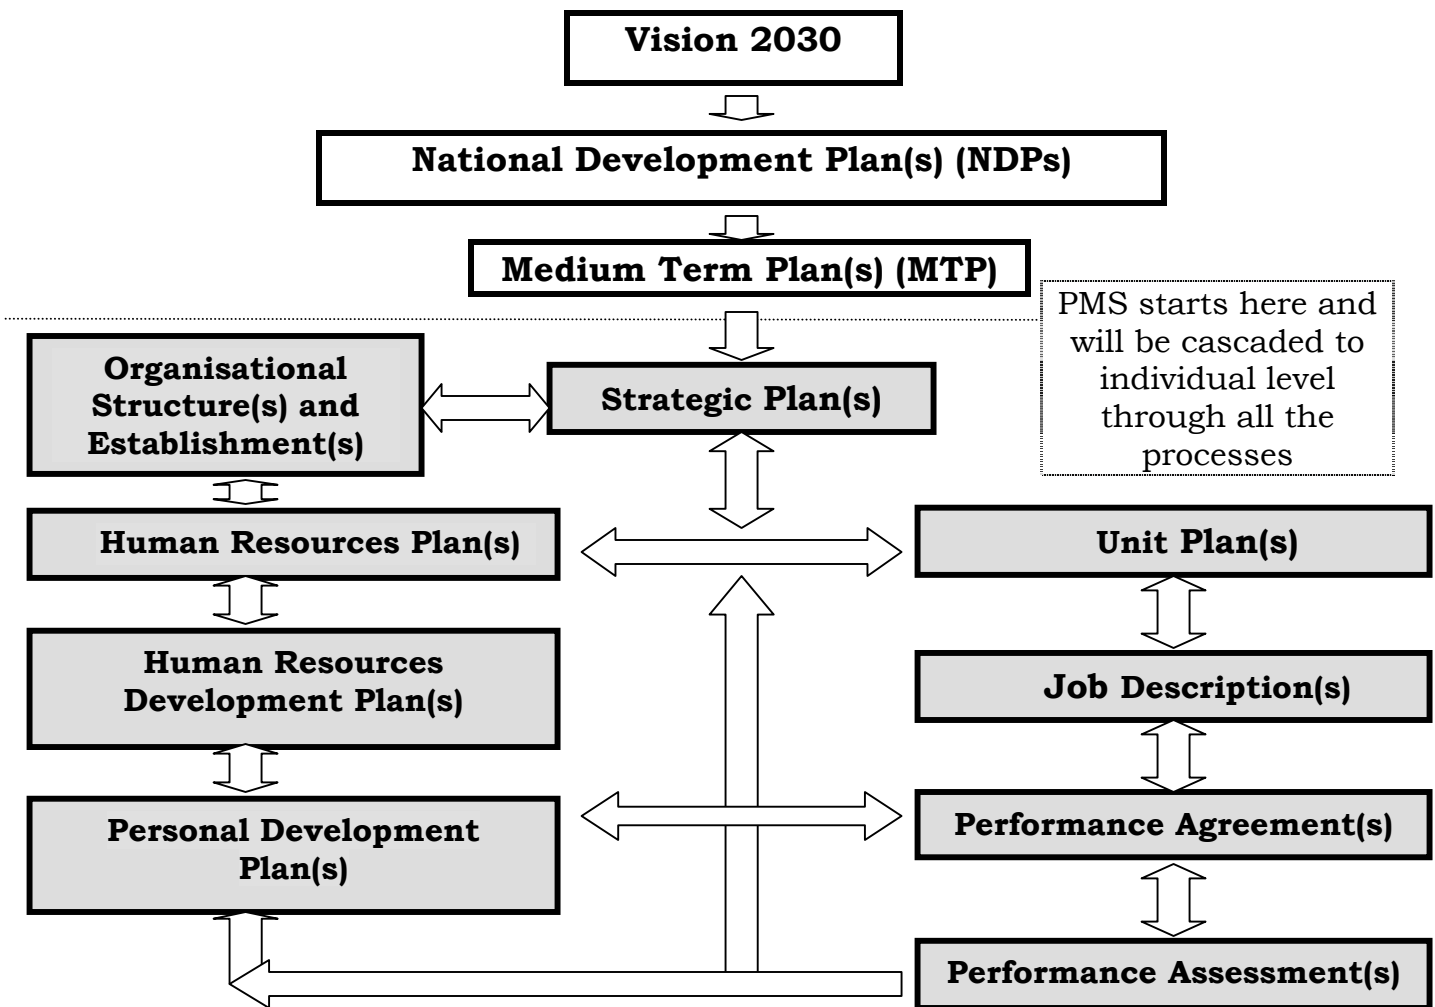 Vision 2030
National Development Plan(s) (NDPs)
Medium Term Plan(s) (MTP)
PMS starts here and
will be cascaded to
individual level
through all the
processes
Organisational
Structure(s) and
Establishment(s)
Strategic Plan(s)
Human Resources Plan(s)
Unit Plan(s)
Human Resources
Development Plan(s)
Job Description(s)
Personal Development
Plan(s)
Performance Agreement(s)
Performance Assessment(s)